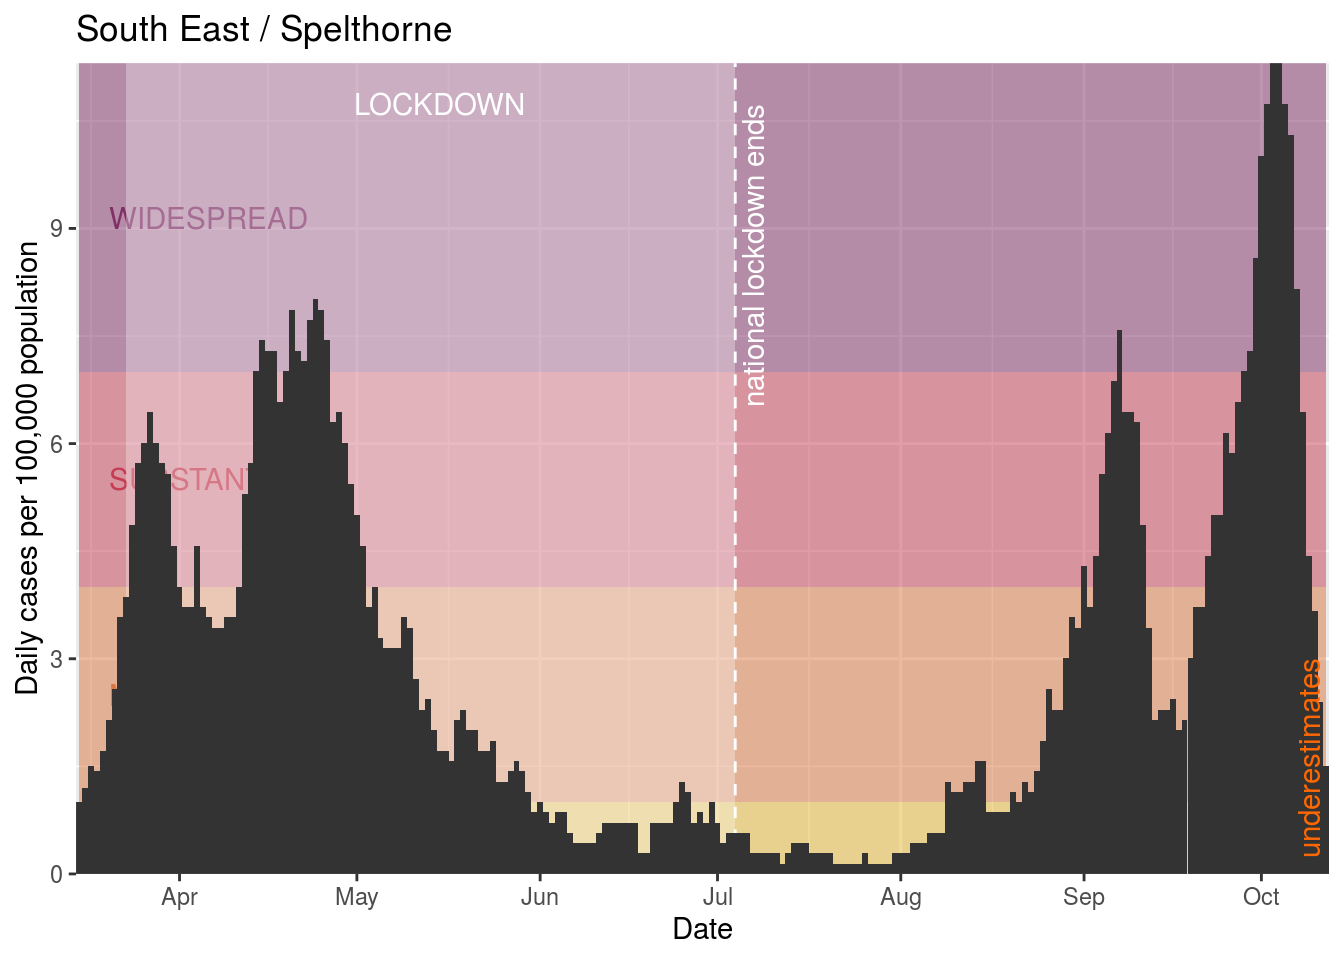 South East / Spelthorne
Daily cases per 100,000 population
9
6
3
0
LOCKDOWN
WIDESPREAD
national lockdown ends
underestimates
Apr
May
Jun
Jul
Aug
Sep
Oct
Date